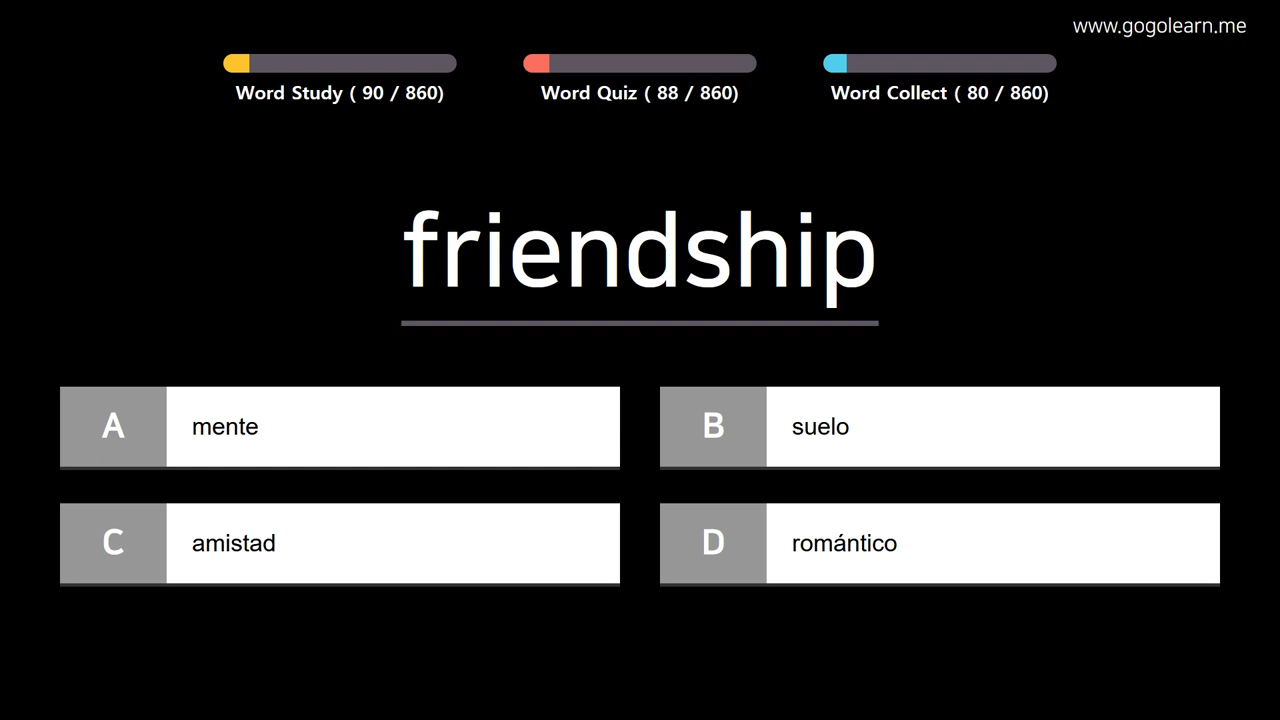 www.gogolearn.me
Word Study ( 90 / 860)
Word Quiz ( 88 / 860)
Word Collect ( 80 / 860)
friendship
A mente
B suelo
C amistad
D romántico